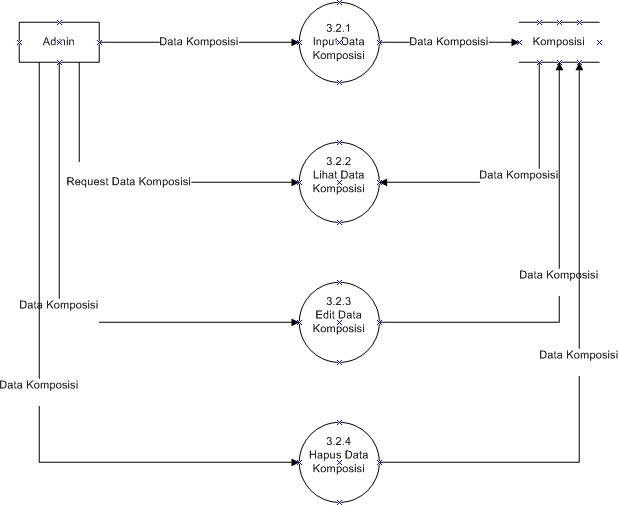 Admin
Data Komposisi
3.2.1
Input Data
Komposisi
Data Komposisi
Komposisi
Request Data Komposisi
3.2.2
Lihat Data
Komposisi
Data Komposisi
Data Komposisi
3.2.3
Edit Data
Komposisi
Data Komposisi
Data Komposisi
3.2.4
Hapus Data
Komposisi
Data Komposisi